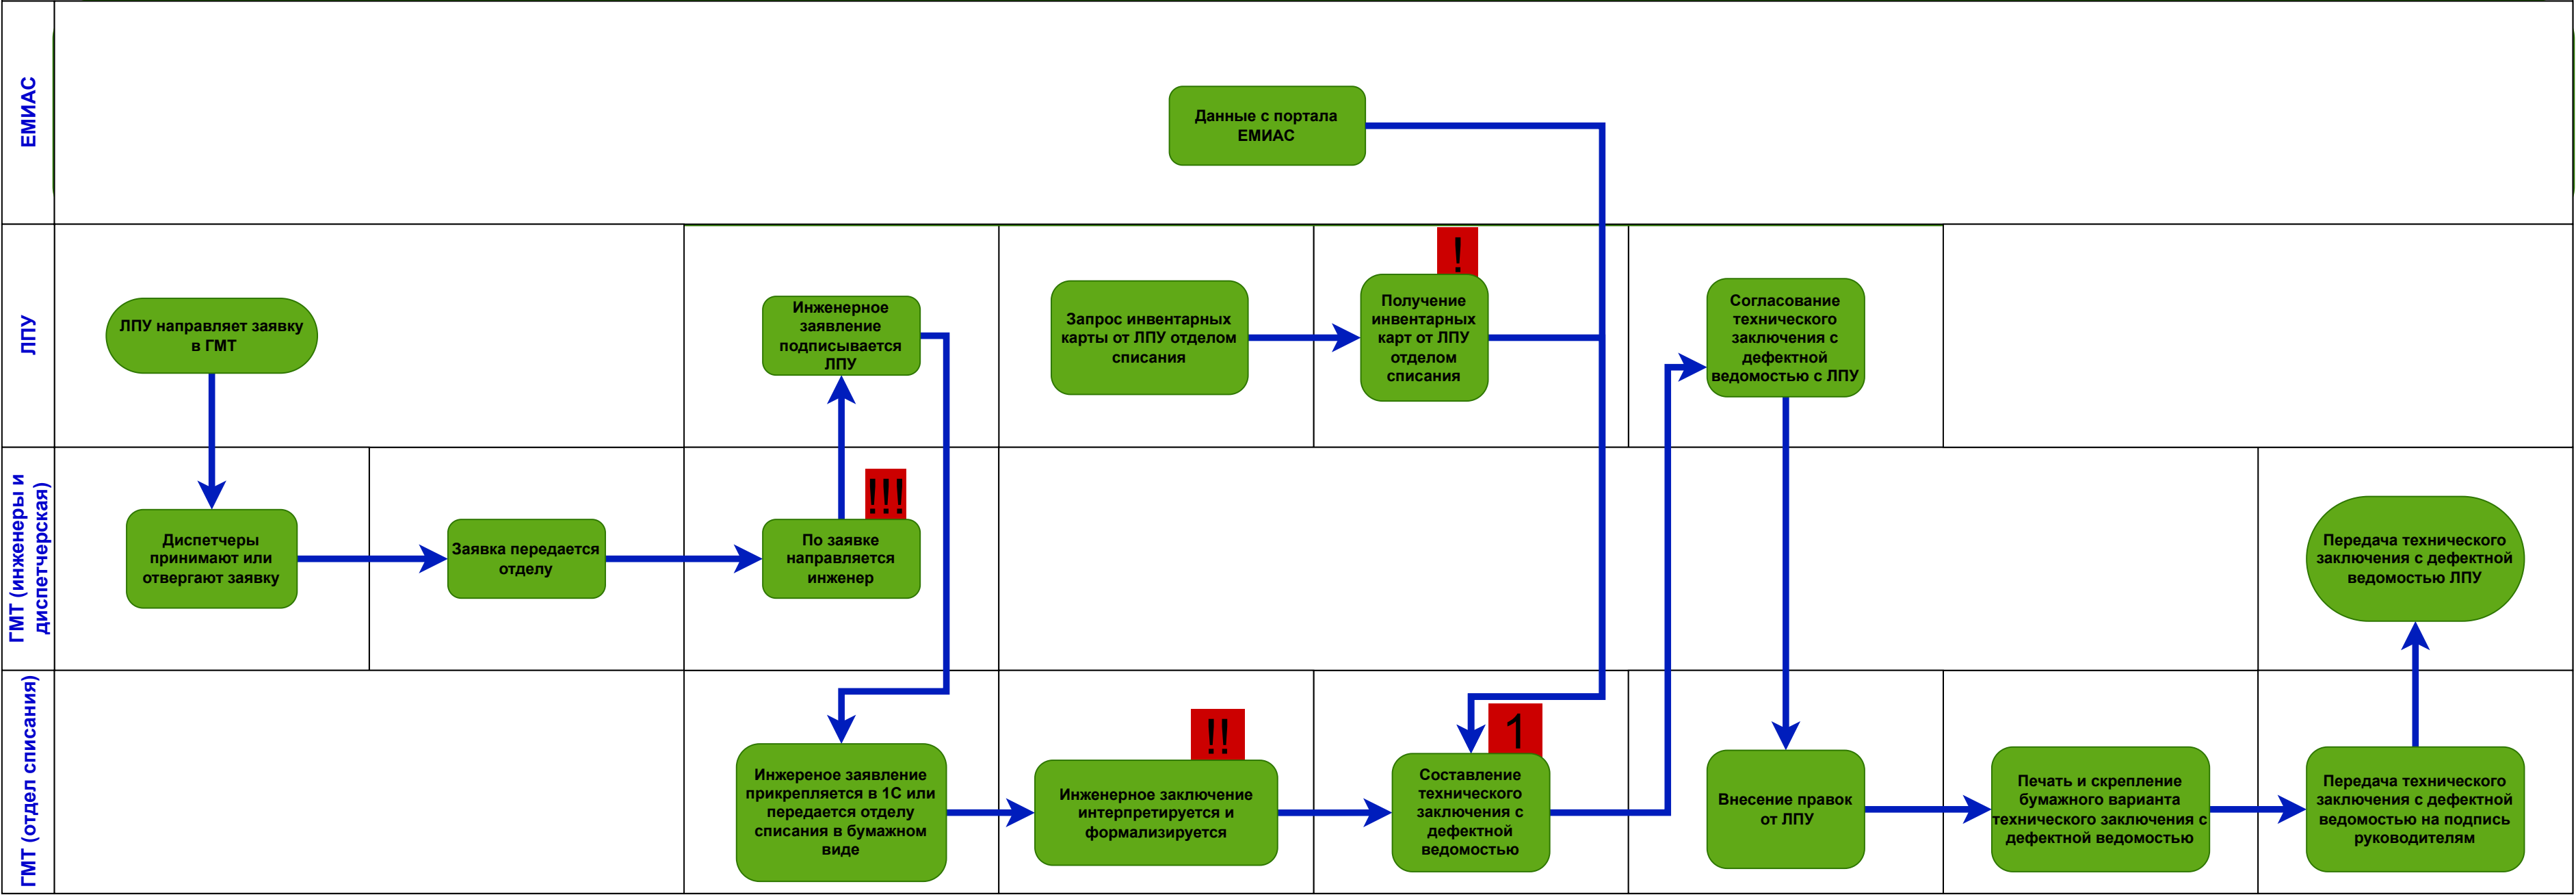 ЕМИАС
Данные с портала
ЕМИАС
ЛПУ
ЛПУ направляет заявку
в ГМТ
Инженерное
заявление
подписывается
ЛПУ
Запрос инвентарных
карты от ЛПУ отделом
списания
!
Получение
инвентарных
карт от ЛПУ
отделом
списания
Согласование
технического
заключения с
дефектной
ведомостью с ЛПУ
ГМТ (инженеры и
диспетчерская)
Диспетчеры
принимают или
отвергают заявку
Заявка передается
отделу
!!!
По заявке
направляется
инженер
Передача технического
заключения с дефектной
ведомостью ЛПУ
ГМТ (отдел списания)
Инжереное заявление
прикрепляется в 1С или
передается отделу
списания в бумажном
виде
!!
Инженерное заключение
интерпретируется и
формализируется
1
Составление
технического
заключения с
дефектной
ведомостью
Внесение правок
от ЛПУ
Печать и скрепление
бумажного варианта
технического заключения с
дефектной ведомостью
Передача технического
заключения с дефектной
ведомостью на подпись
руководителям